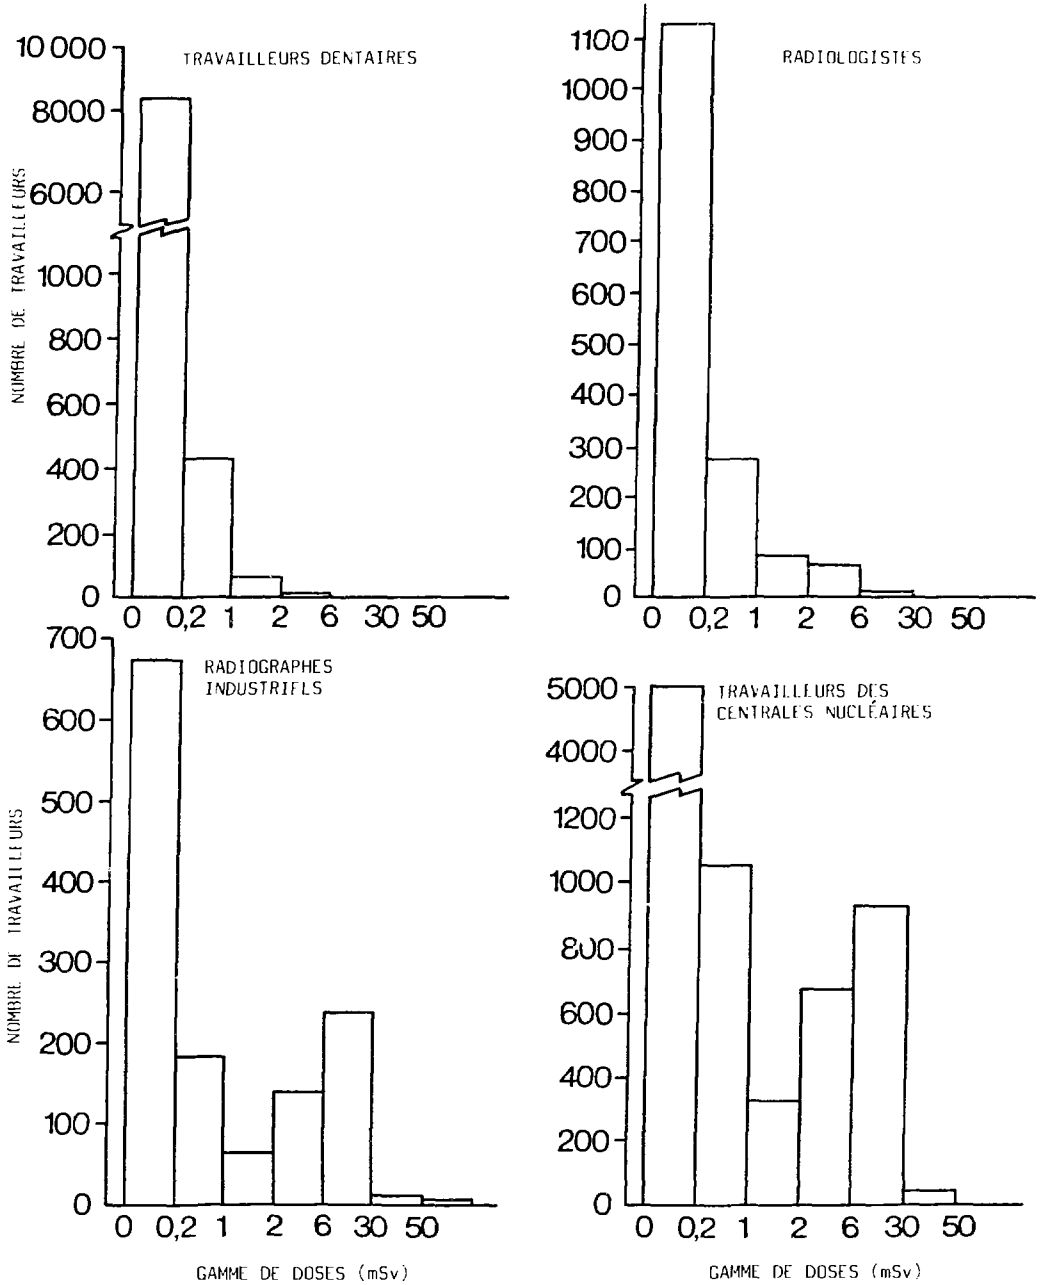 TRAVAILLEURS DENTAIRES
NOMBRE DE TRAVAILLEURS
10 000
8000
6000
1000
800
600
400
200
0
0 0,2 1 2 6 30 50
RADIOLOGISTES
1100
1000
900
800
700
600
500
400
300
200
100
0
0 0,2 1 2 6 30 50
RADIOGRAPHES
INDUSTRIELS
NOMBRE DE TRAVAILLEURS
700
600
500
400
300
200
100
0
0 0,2 1 2 6 30 50
GAMME DE DOSES (mSv)
TRAVAILLEURS DES
CENTRALES NUCLÉAIRES
5000
4000
1200
1000
800
600
400
200
0
0 0,2 1 2 6 30 50
GAMME DE DOSES (mSv)